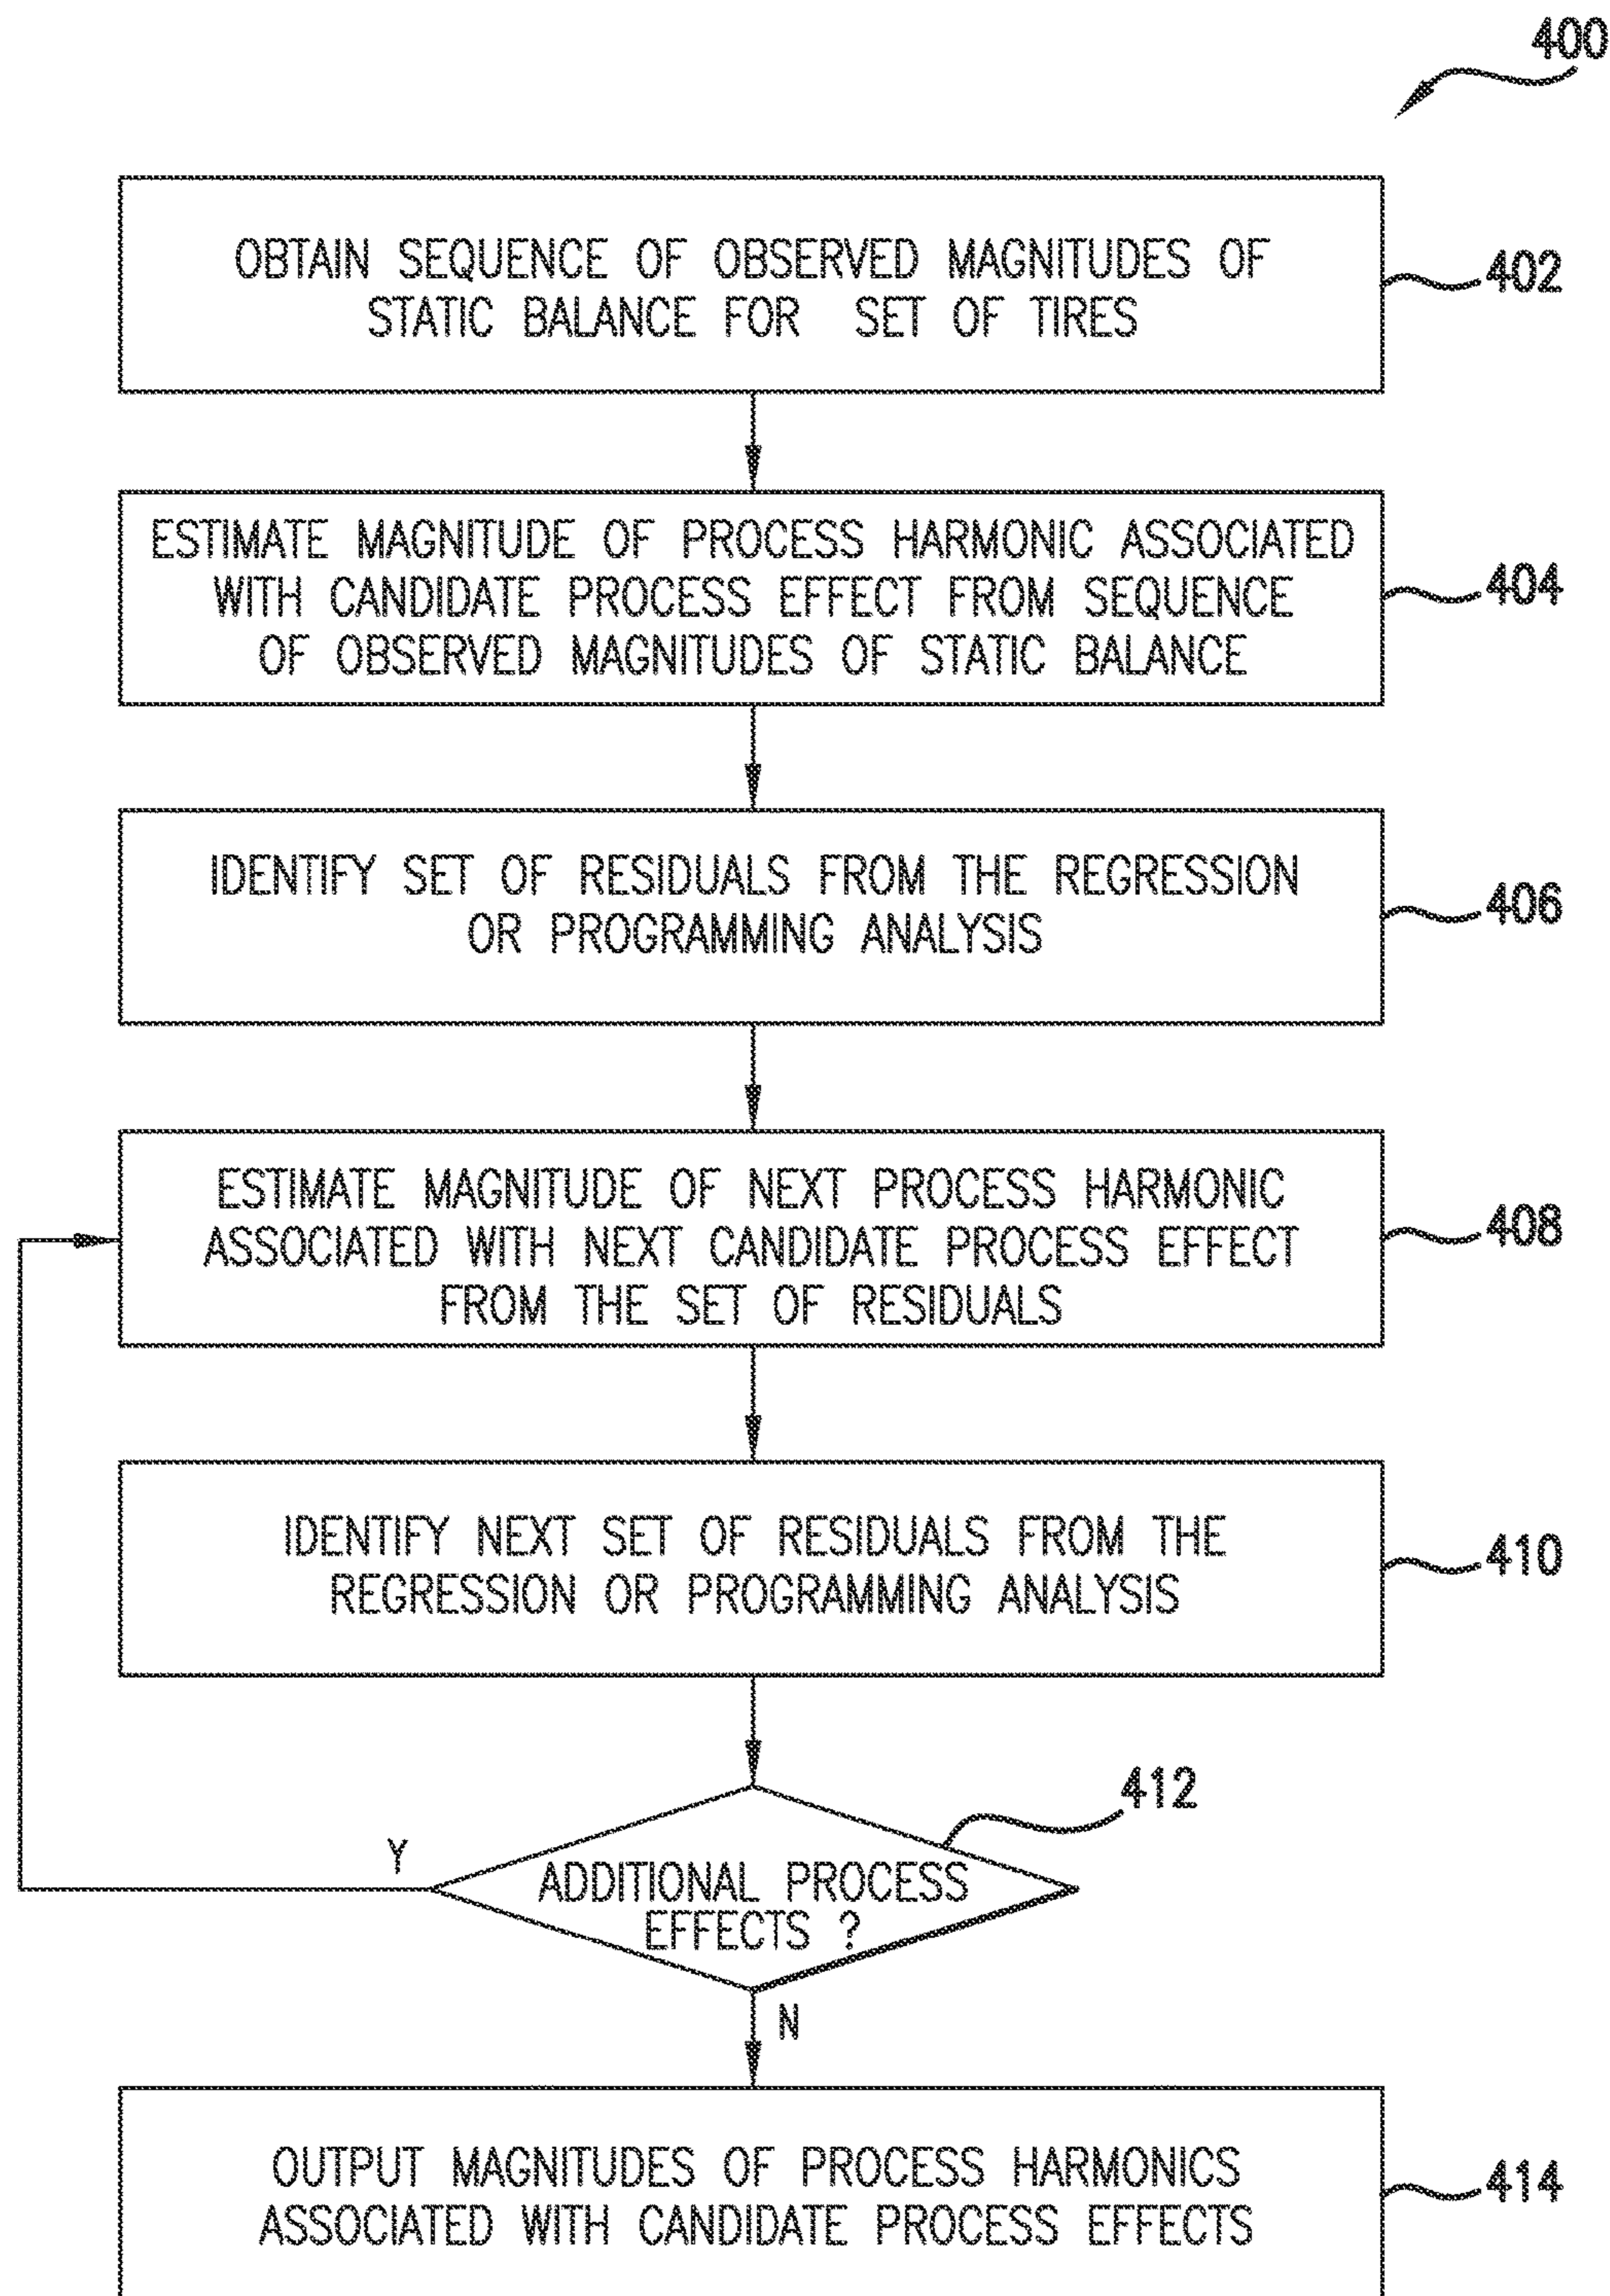 400
OBTAIN SEQUENCE OF OBSERVED MAGNITUDES OF
STATIC BALANCE FOR SET OF TIRES
402
ESTIMATE MAGNITUDE OF PROCESS HARMONIC ASSOCIATED
WITH CANDIDATE PROCESS EFFECT FROM SEQUENCE
OF OBSERVED MAGNITUDES OF STATIC BALANCE
404
IDENTIFY SET OF RESIDUALS FROM THE REGRESSION
OR PROGRAMMING ANALYSIS
406
ESTIMATE MAGNITUDE OF NEXT PROCESS HARMONIC
ASSOCIATED WITH NEXT CANDIDATE PROCESS EFFECT
FROM THE SET OF RESIDUALS
408
IDENTIFY NEXT SET OF RESIDUALS FROM THE
REGRESSION OR PROGRAMMING ANALYSIS
410
412
Y
ADDITIONAL PROCESS
EFFECTS ?
N
OUTPUT MAGNITUDES OF PROCESS HARMONICS
ASSOCIATED WITH CANDIDATE PROCESS EFFECTS
414